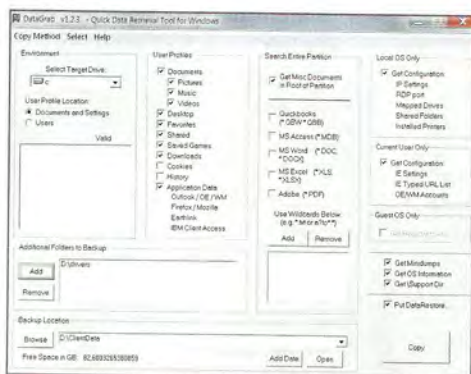 DataGrab v1.2.3 - Quick Data Retrieval Tool for Windows
Copy Method Select Help
Environment
Select Target Drive:
c
User Profile Location:
Documents and Settings
Users
Valid
User Profiles
Documents
Pictures
Music
Videos
Desktop
Favorites
Shared
Saved Games
Downloads
Cookies
History
Application Data
Outlook / OE / WM
Firefox / Mozilla
Earthlink
IBM Client Access
Search Entire Partition
Get Misc Documents
in Root of Partition
Quickbooks
(*.QBW *.QBB)
MS Access (*.MDB)
MS Word (*.DOC,
*.DOCX)
MS Excel (*.XLS,
*.XLSX)
Adobe (*.PDF)
Use Wildcards Below:
Add Remove
Local OS Only
Get Configuration:
IP Settings
RDP port
Mapped Drives
Shared Folders
Installed Printers
Current User Only
Get Configuration:
IE Settings
IE Typed URL List
OE/WM Accounts
Guest OS Only
Get Minidumps
Get OS Information
Get \Support Dir
Put DataRestore...
Copy
Additional Folders to Backup
Add
Remove
D:\drivers
Backup Location
Browse
D:\ClientData
Free Space in GB:
Add Date
Open